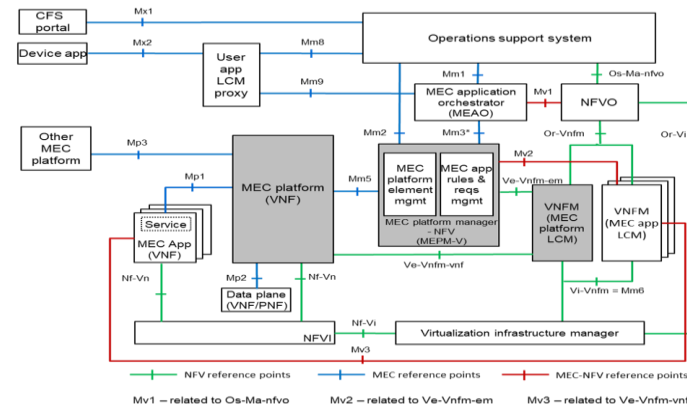 CFS
portal
Mx1
Operations support system
Device app
Mx2
User
app
LCM
proxy
Mm8
Mm9
Mm1
Os-Ma-nfvo
MEC application
orchestrator
(MEAO)
Mv1
NFVO
Other
MEC
platform
Mp3
Mm2
Mm3*
Or-Vnfm
Or-Vi
Mv2
MEC platform
(VNF)
Mp1
Mm5
MEC
platform
element
mgmt
MEC app
rules &
reqs
mgmt
MEC platform manager
- NFV
(MEPM-V)
Ve-Vnfm-em
VNFM
(MEC
platform
LCM)
VNFM
(MEC app
LCM)
Service
MEC App
(VNF)
Ve-Vnfm-vnf
Nf-Vn
Mp2
Nf-Vn
Data plane
(VNF/PNF)
Vi-Vnfm = Mm6
NFVI
Nf-Vi
Virtualization infrastructure manager
Mv3
NFV reference points
MEC reference points
MEC-NFV reference points
Mv1 – related to Os-Ma-nfvo
Mv2 – related to Ve-Vnfm-em
Mv3 – related to Ve-Vnfm-vnf